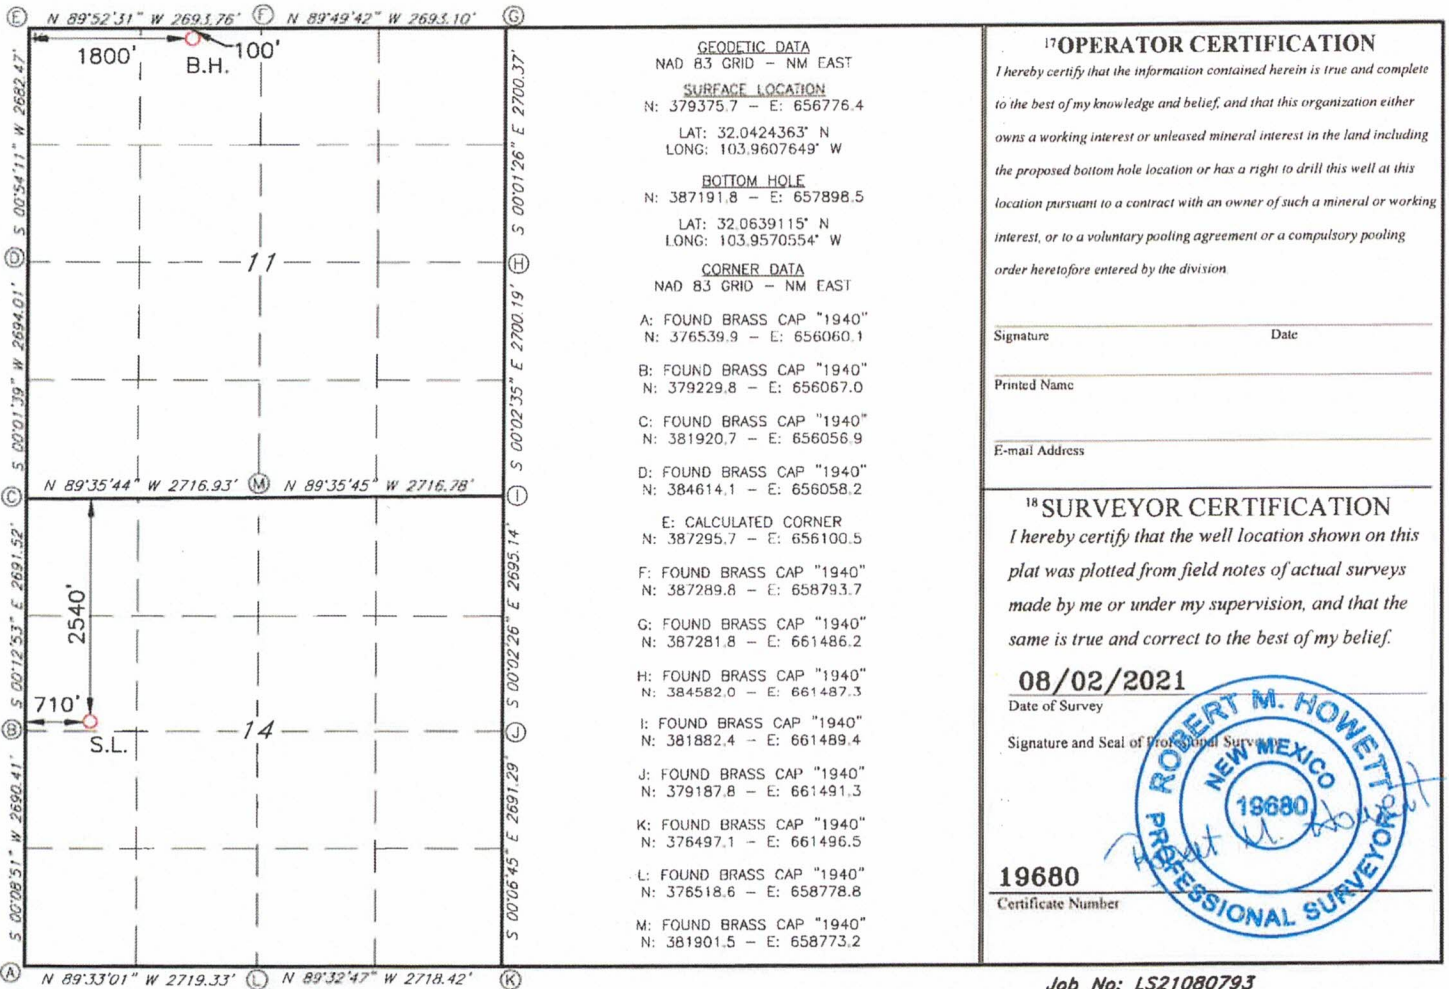 E N 89°52'31" W 2693.76' F N 89°49'42" W 2693.10' G
1800' 100'
B.H.
S 00°54'11" W 2682.47'
S 00°01'26" E 2700.37'
D 11 H
S 00°01'39" W 2694.01'
S 00°02'35" E 2700.19'
C N 89°35'44" W 2716.93' M N 89°35'45" W 2716.78' I
S 00°12'53" E 2691.52'
2540'
S 00°02'26" E 2695.14'
710'
S.L.
B 14 J
S 00°08'51" W 2690.41'
S 00°06'45" E 2691.29'
A N 89°33'01" W 2719.33' L N 89°32'47" W 2718.42' K
GEODETIC DATA
NAD 83 GRID – NM EAST
SURFACE LOCATION
N: 379375.7 – E: 656776.4
LAT: 32.0424363° N
LONG: 103.9607649° W
BOTTOM HOLE
N: 387191.8 – E: 657898.5
LAT: 32.0639115° N
LONG: 103.9570554° W
CORNER DATA
NAD 83 GRID – NM EAST
A: FOUND BRASS CAP "1940"
N: 376539.9 – E: 656060.1
B: FOUND BRASS CAP "1940"
N: 379229.8 – E: 656067.0
C: FOUND BRASS CAP "1940"
N: 381920.7 – E: 656056.9
D: FOUND BRASS CAP "1940"
N: 384614.1 – E: 656058.2
E: CALCULATED CORNER
N: 387295.7 – E: 656100.5
F: FOUND BRASS CAP "1940"
N: 387289.8 – E: 658793.7
G: FOUND BRASS CAP "1940"
N: 387281.8 – E: 661486.2
H: FOUND BRASS CAP "1940"
N: 384582.0 – E: 661487.3
I: FOUND BRASS CAP "1940"
N: 381882.4 – E: 661489.4
J: FOUND BRASS CAP "1940"
N: 379187.8 – E: 661491.3
K: FOUND BRASS CAP "1940"
N: 376497.1 – E: 661496.5
L: FOUND BRASS CAP "1940"
N: 376518.6 – E: 658778.8
M: FOUND BRASS CAP "1940"
N: 381901.5 – E: 658773.2
17 OPERATOR CERTIFICATION
I hereby certify that the information contained herein is true and complete
to the best of my knowledge and belief, and that this organization either
owns a working interest or unleased mineral interest in the land including
the proposed bottom hole location or has a right to drill this well at this
location pursuant to a contract with an owner of such a mineral or working
interest, or to a voluntary pooling agreement or a compulsory pooling
order heretofore entered by the division.
Signature Date
Printed Name
E-mail Address
18 SURVEYOR CERTIFICATION
I hereby certify that the well location shown on this
plat was plotted from field notes of actual surveys
made by me or under my supervision, and that the
same is true and correct to the best of my belief.
08/02/2021
Date of Survey
Signature and Seal of Professional Surveyor
ROBERT M. HOWETT
NEW MEXICO
19680
PROFESSIONAL SURVEYOR
Robert M. Howett
19680
Certificate Number
Job No: LS21080793